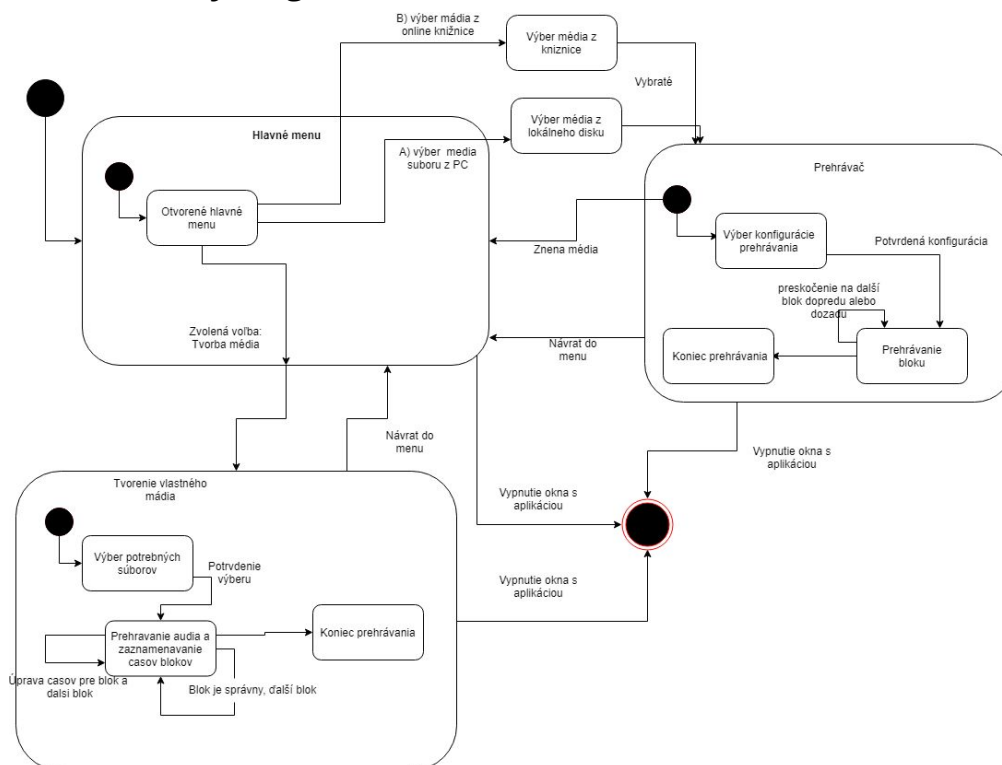 B) výber mádia z
online knižnice
Výber média z
kniznice
Vybraté
Výber média z
lokálneho disku
Hlavné menu
A) výber media
suboru z PC
Otvorené hlavné
menu
Zvolená voľba:
Tvorba média
Prehrávač
Znena média
Výber konfigurácie
prehrávania
Potvrdená konfigurácia
preskočenie na další
blok dopredu alebo
dozadu
Prehrávanie
bloku
Koniec prehrávania
Návrat do
menu
Návrat do
menu
Vypnutie okna s
aplikáciou
Vypnutie okna s
aplikáciou
Vypnutie okna s
aplikáciou
Tvorenie vlastného
mádia
Výber potrebných
súborov
Potrvdenie
výberu
Prehravanie audia a
zaznamenavanie
casov blokov
Koniec prehrávania
Úprava casov pre blok a
dalsi blok
Blok je správny, ďalší blok